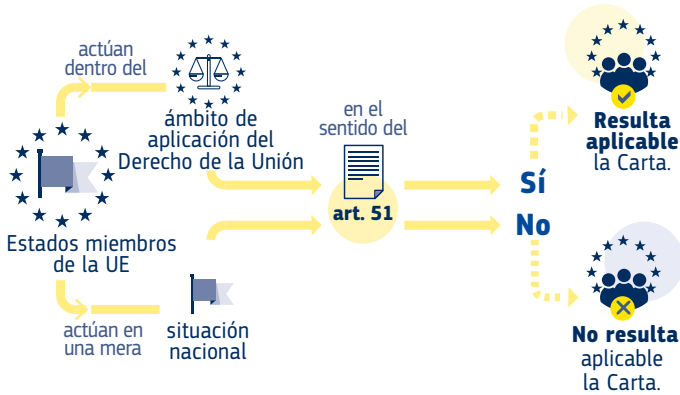 actúan
dentro del
ámbito de
aplicación del
Derecho de la Unión
Estados miembros
de la UE
actúan en
una mera
situación
nacional
en el
sentido del
art. 51
Sí
No
Resulta
aplicable
la Carta.
No resulta
aplicable
la Carta.